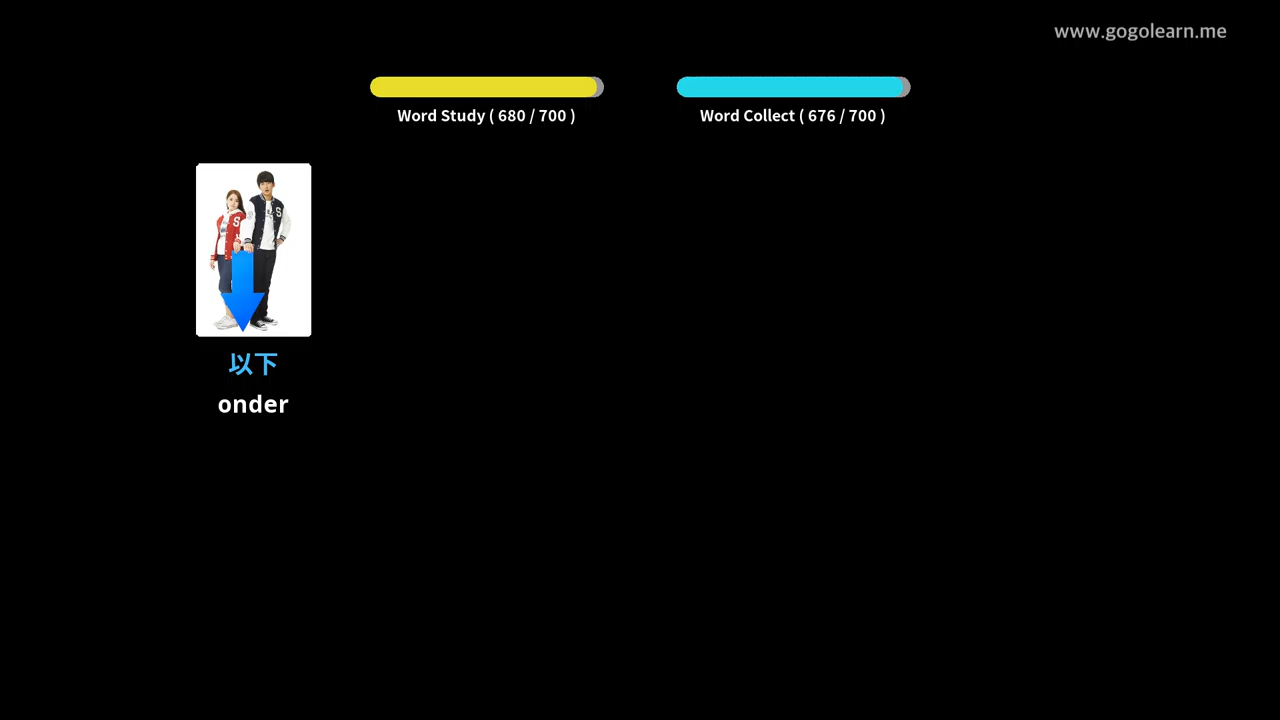 www.gogolearn.me
Word Study ( 680 / 700 )
Word Collect ( 676 / 700 )
S
S
以下
onder